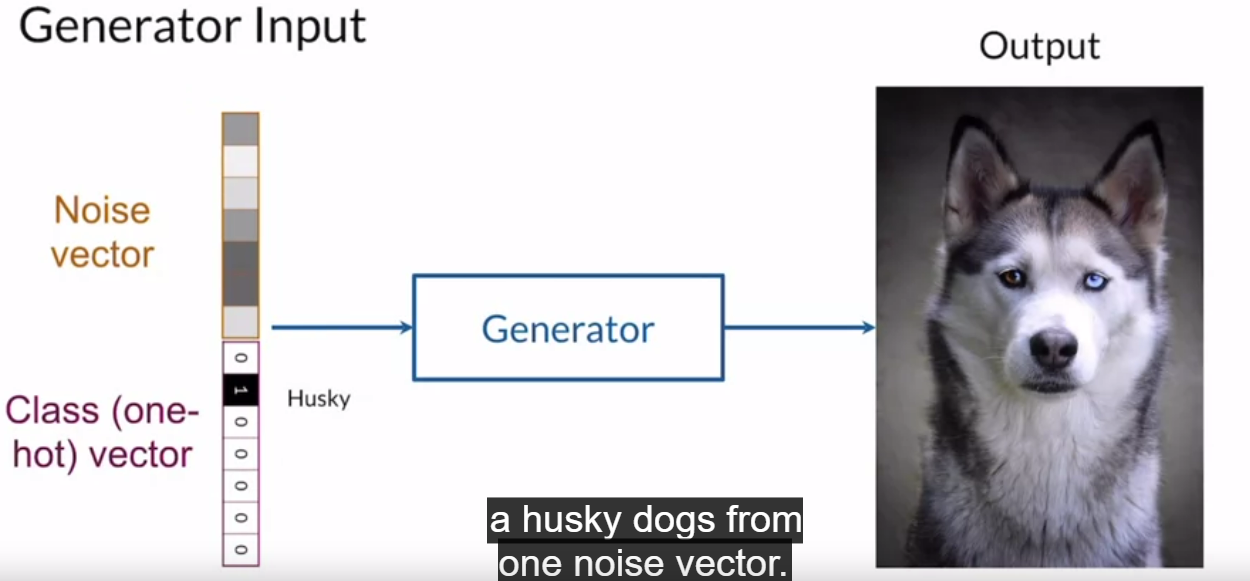 Generator Input
Output
Noise
vector
Generator
0
1
Husky
0
0
0
0
0
Class (one-
hot) vector
a husky dogs from
one noise vector.